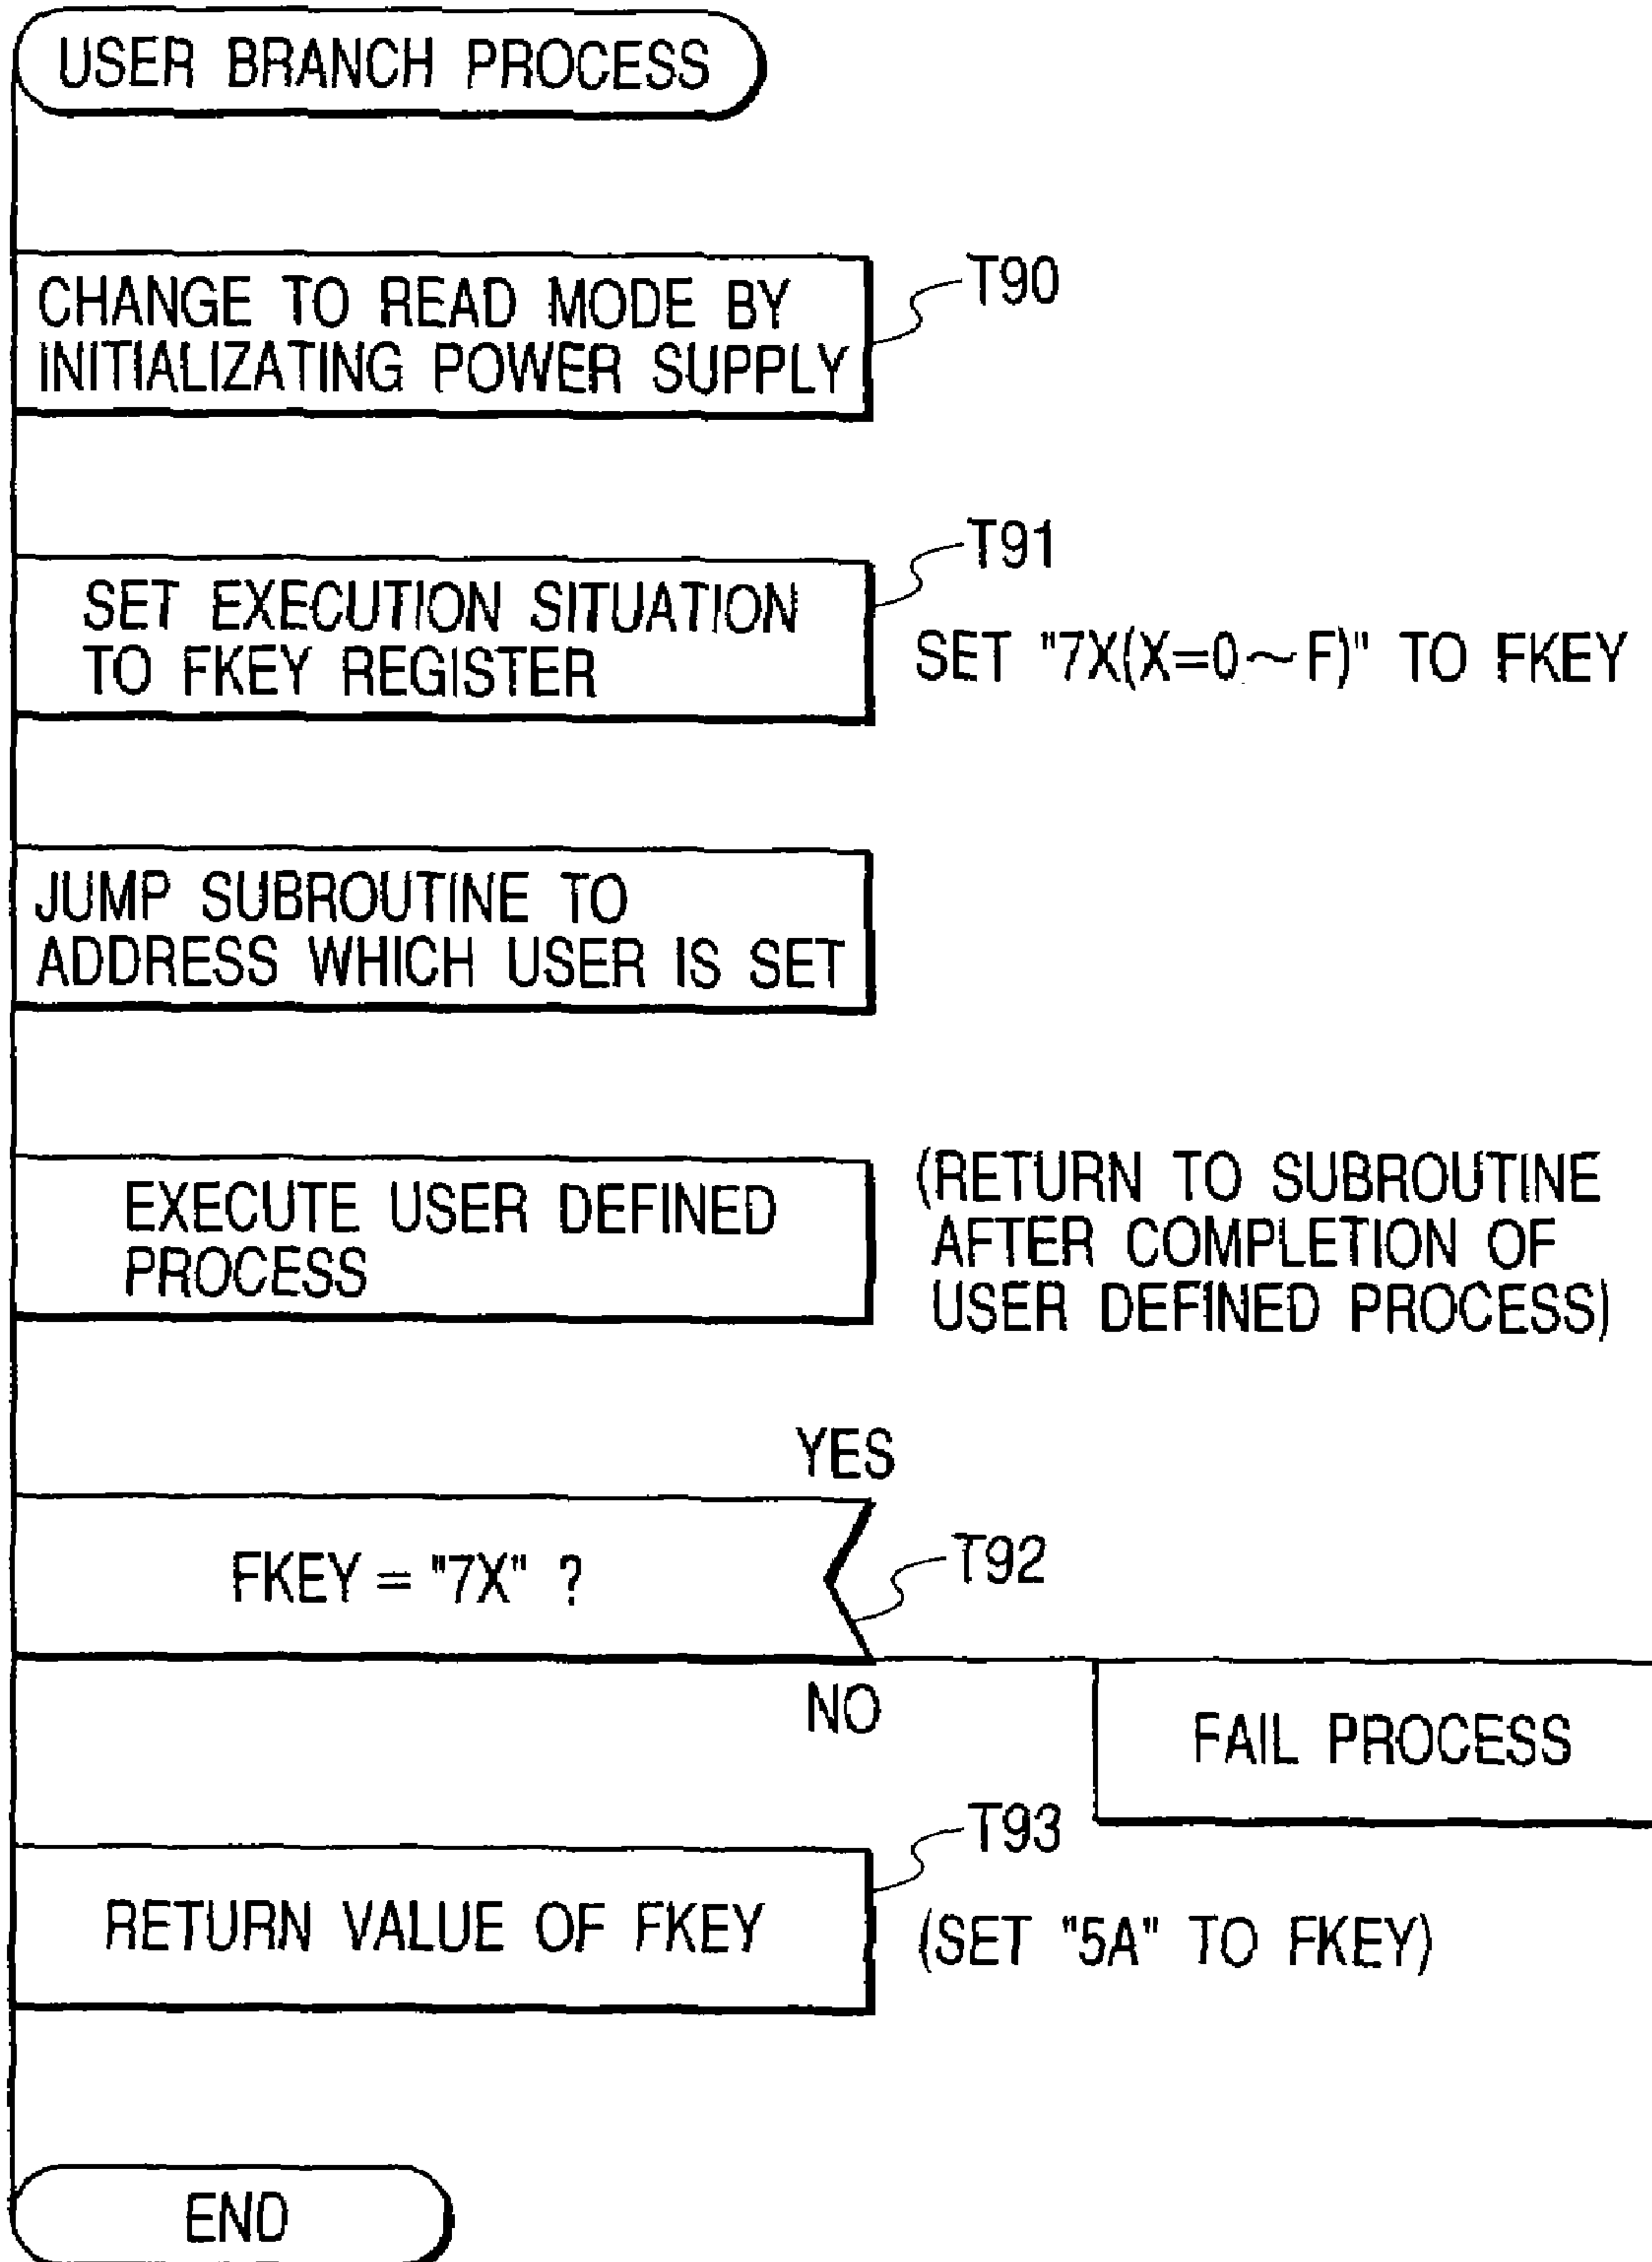 USER BRANCH PROCESS
CHANGE TO READ MODE BY
INITIALIZATING POWER SUPPLY
T90
SET EXECUTION SITUATION
TO FKEY REGISTER
T91
SET "7X(X=0~F)" TO FKEY
JUMP SUBROUTINE TO
ADDRESS WHICH USER IS SET
EXECUTE USER DEFINED
PROCESS
(RETURN TO SUBROUTINE
AFTER COMPLETION OF
USER DEFINED PROCESS)
YES
FKEY = "7X" ?
T92
NO
FAIL PROCESS
T93
RETURN VALUE OF FKEY
(SET "5A" TO FKEY)
END